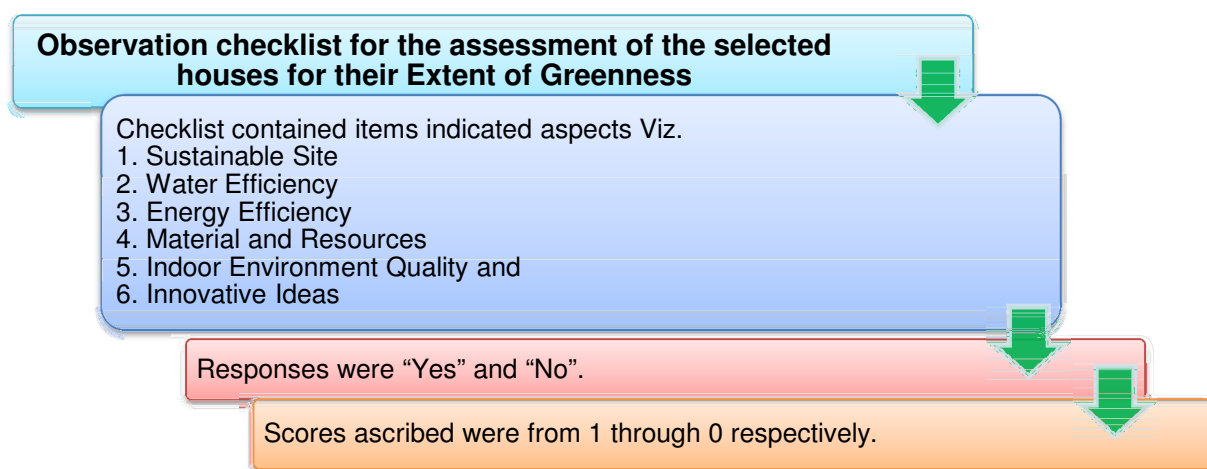 Observation checklist for the assessment of the selected
houses for their Extent of Greenness
Checklist contained items indicated aspects Viz.
1. Sustainable Site
2. Water Efficiency
3. Energy Efficiency
4. Material and Resources
5. Indoor Environment Quality and
6. Innovative Ideas
Responses were “Yes” and “No”.
Scores ascribed were from 1 through 0 respectively.